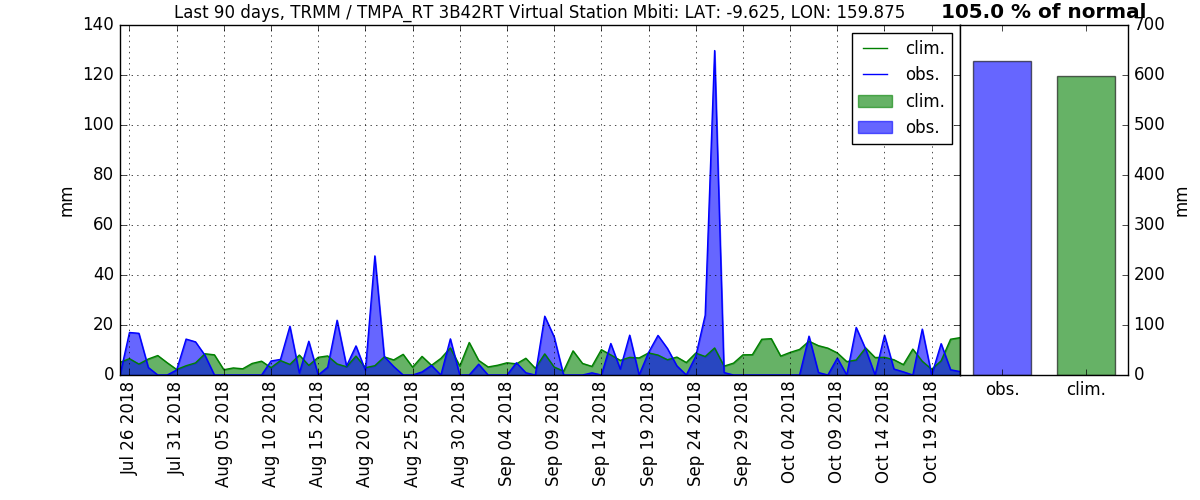 Last 90 days, TRMM / TMPA_RT 3B42RT Virtual Station Mbiti: LAT: -9.625, LON: 159.875
105.0 % of normal
140
120
100
80
60
40
20
0
mm
clim.
obs.
clim.
obs.
700
600
500
400
300
200
100
0
mm
Jul 26 2018
Jul 31 2018
Aug 05 2018
Aug 10 2018
Aug 15 2018
Aug 20 2018
Aug 25 2018
Aug 30 2018
Sep 04 2018
Sep 09 2018
Sep 14 2018
Sep 19 2018
Sep 24 2018
Sep 29 2018
Oct 04 2018
Oct 09 2018
Oct 14 2018
Oct 19 2018
obs.
clim.